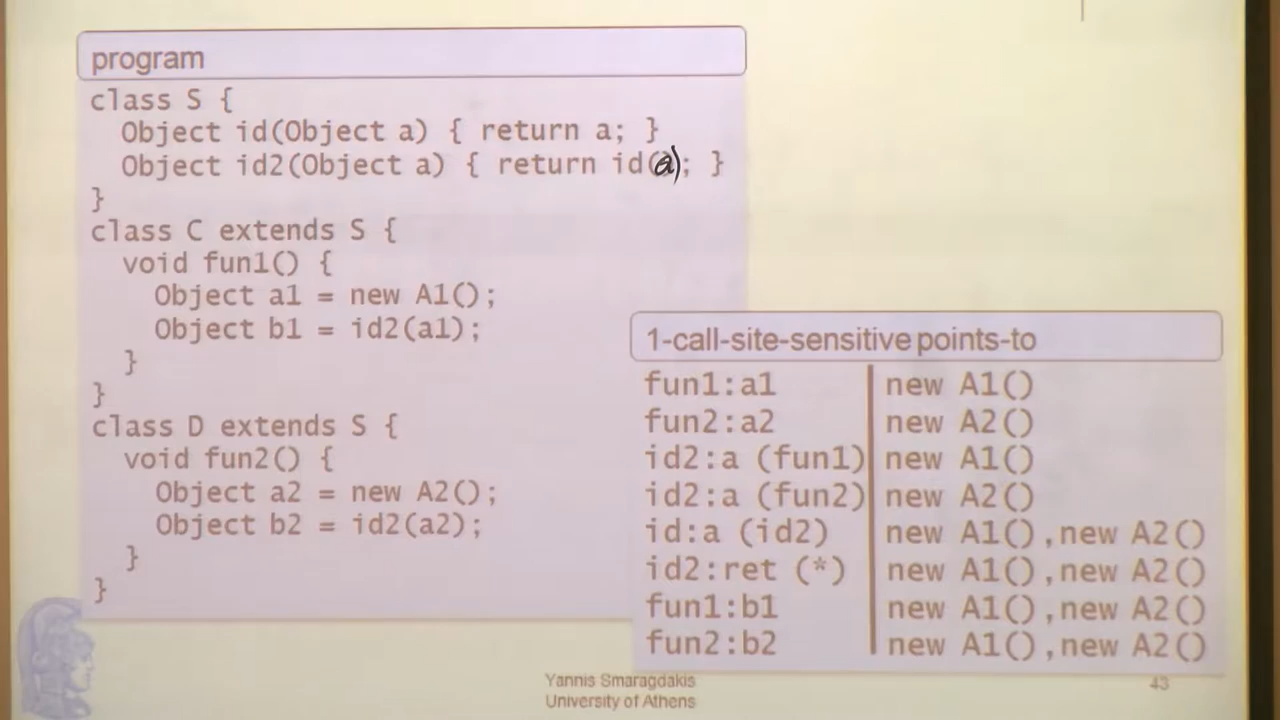 program
class S {
Object id(Object a) { return a; }
Object id2(Object a) { return id(a); }
}
class C extends S {
void fun1() {
Object a1 = new A1();
Object b1 = id2(a1);
}
}
class D extends S {
void fun2() {
Object a2 = new A2();
Object b2 = id2(a2);
}
}
1-call-site-sensitive points-to
fun1:a1 new A1()
fun2:a2 new A2()
id2:a (fun1) new A1()
id2:a (fun2) new A2()
id:a (id2) new A1(),new A2()
id2:ret (*) new A1(),new A2()
fun1:b1 new A1(),new A2()
fun2:b2 new A1(),new A2()
Yannis Smaragdakis
University of Athens
43